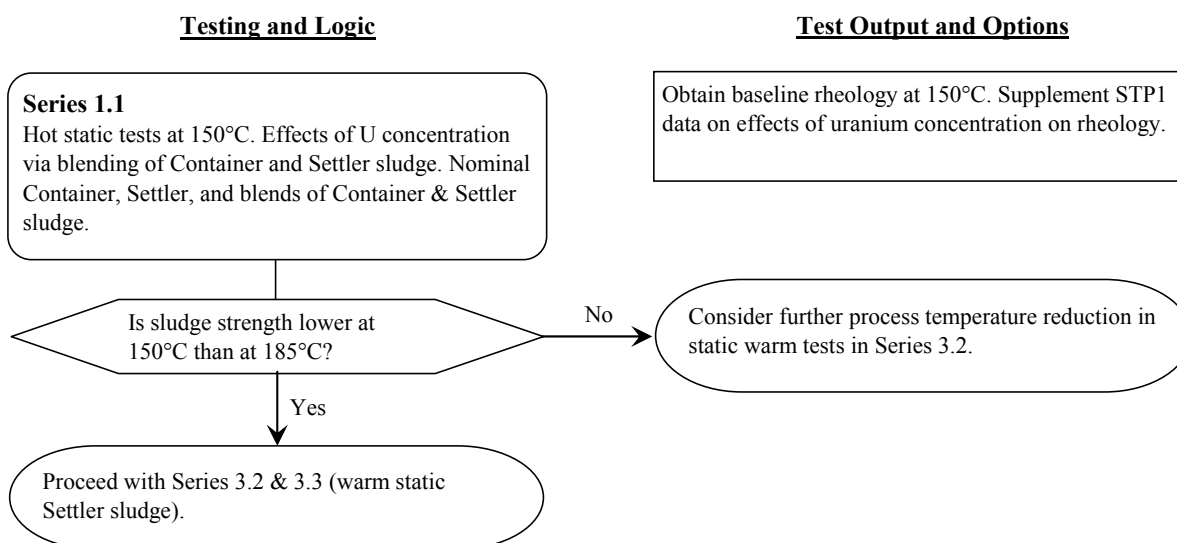 Testing and Logic
Test Output and Options
Series 1.1
Hot static tests at 150°C. Effects of U concentration
via blending of Container and Settler sludge. Nominal
Container, Settler, and blends of Container & Settler
sludge.
Obtain baseline rheology at 150°C. Supplement STP1
data on effects of uranium concentration on rheology.
Is sludge strength lower at
150°C than at 185°C?
No
Consider further process temperature reduction in
static warm tests in Series 3.2.
Yes
Proceed with Series 3.2 & 3.3 (warm static
Settler sludge).